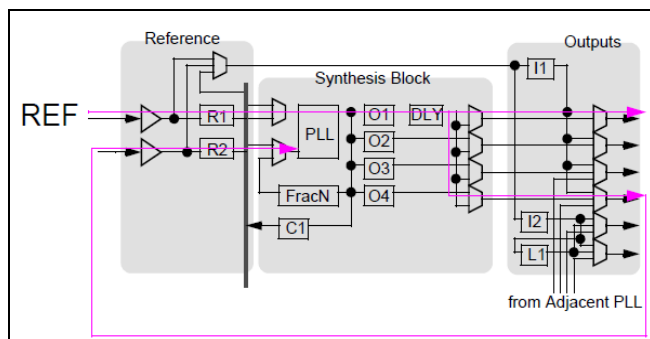 Reference
Outputs
I1
Synthesis Block
REF
R1
O1
DLY
PLL
O2
R2
O3
FracN
O4
C1
I2
L1
from Adjacent PLL